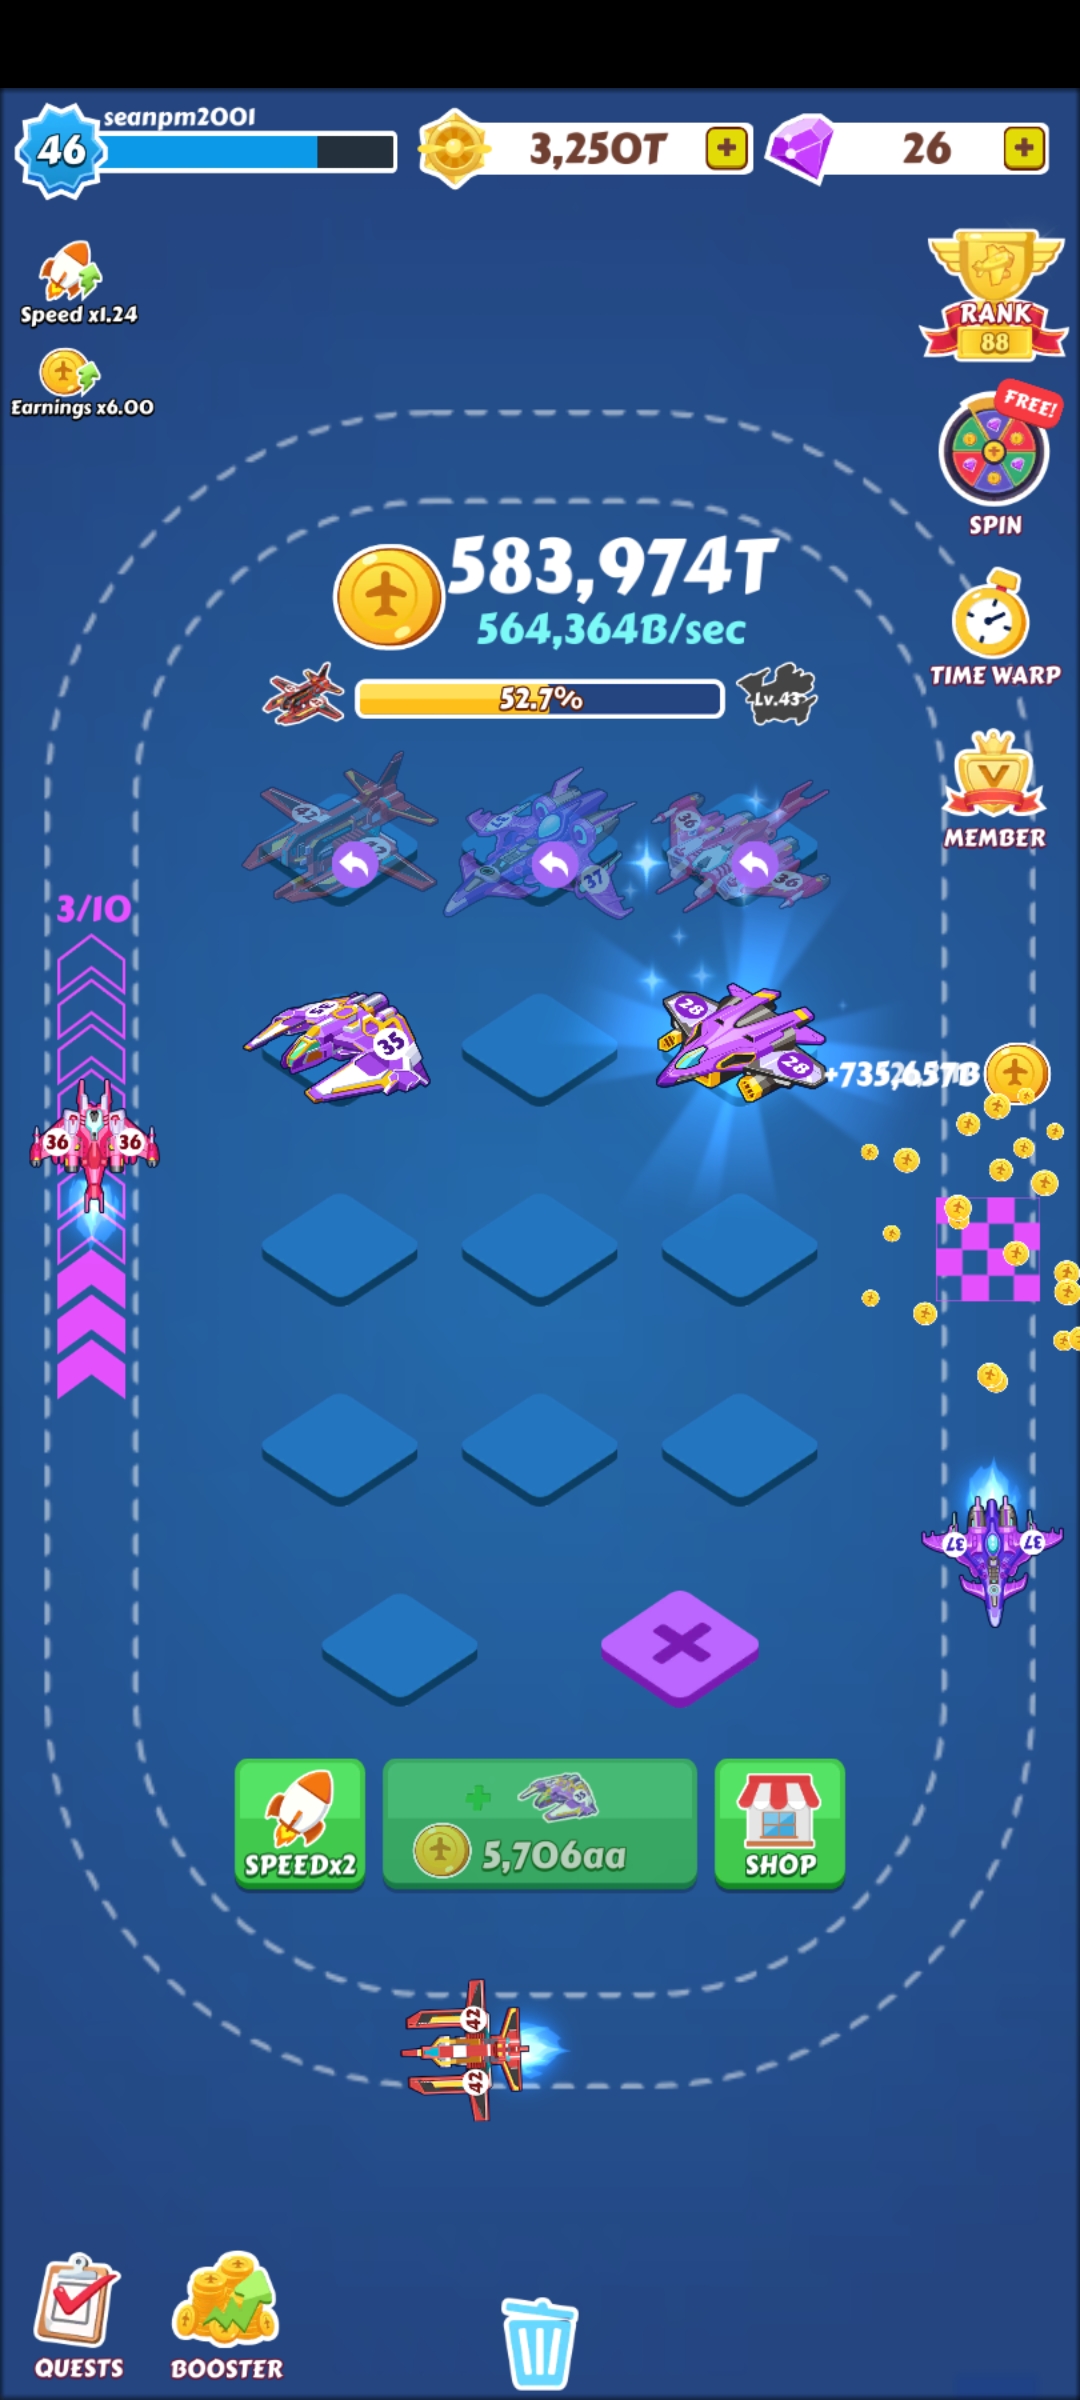 seanpm2001
46
3,250T
26
Speed x1.24
RANK
88
Earnings x6.00
FREE!
SPIN
583,974T
564,364B/sec
TIME WARP
52.7%
Lv.43
MEMBER
42
42
37
37
36
36
3/10
35
35
28
28
36
36
37
37
5,706aa
SPEEDx2
SHOP
42
42
QUESTS
BOOSTER